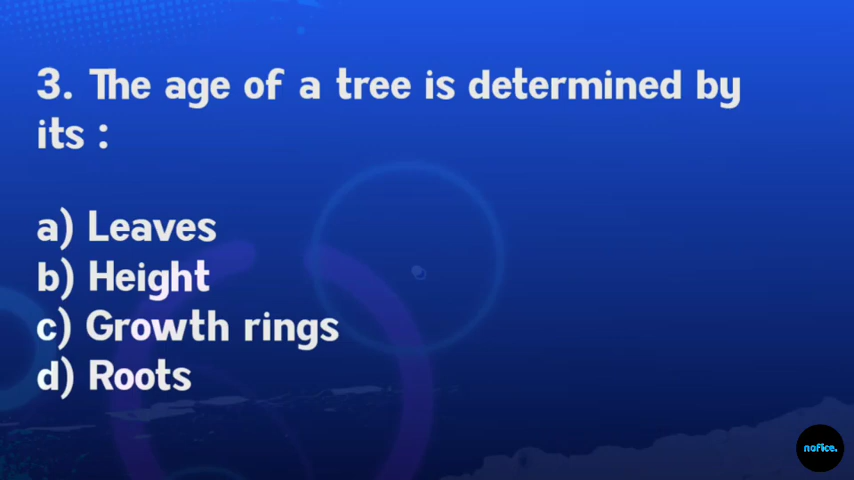 3. The age of a tree is determined by
its :
a) Leaves
b) Height
c) Growth rings
d) Roots
nofice.